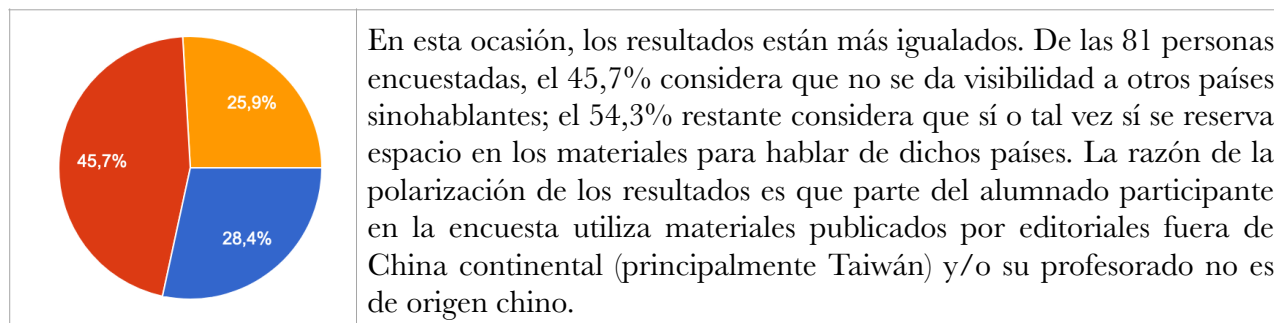 25,9%
45,7%
28,4%
En esta ocasión, los resultados están más igualados. De las 81 personas
encuestadas, el 45,7% considera que no se da visibilidad a otros países
sinohablantes; el 54,3% restante considera que sí o tal vez sí se reserva
espacio en los materiales para hablar de dichos países. La razón de la
polarización de los resultados es que parte del alumnado participante
en la encuesta utiliza materiales publicados por editoriales fuera de
China continental (principalmente Taiwán) y/o su profesorado no es
de origen chino.